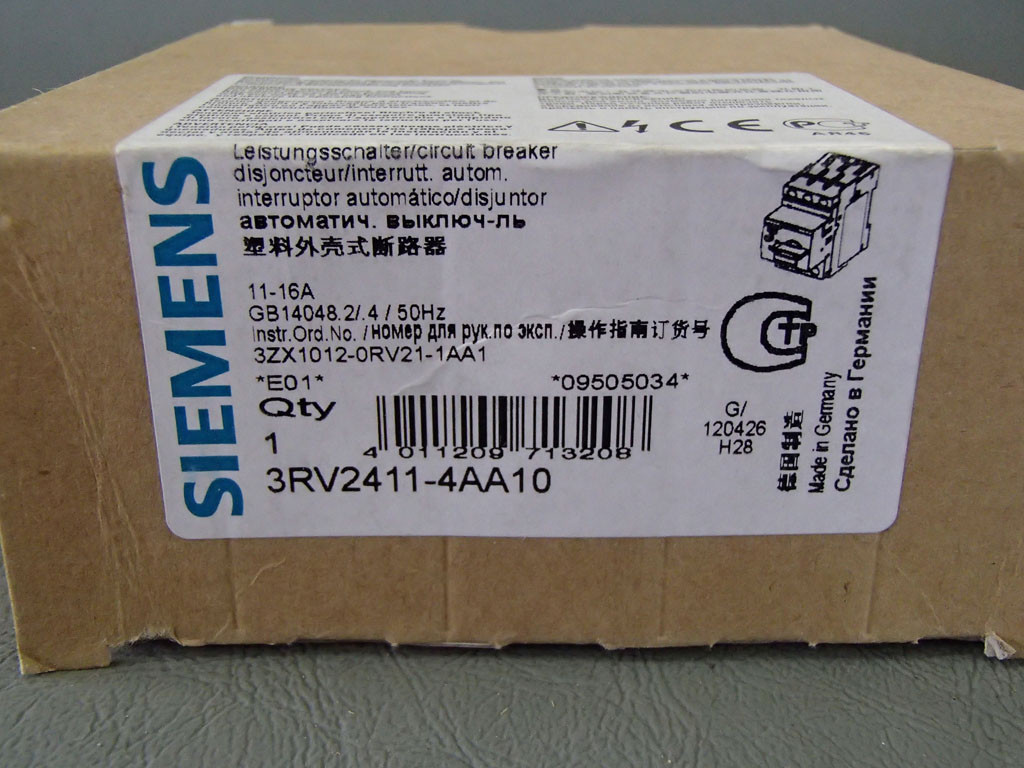 AR46
SIEMENS
Leistungsschalter/circuit breaker
disjoncteur/interrutt. autom.
interruptor automático/disjuntor
автоматич. выключ-ль
塑料外壳式断路器
11-16A
GB14048.2/.4 / 50Hz
Instr.Ord.No. /номер для рук.по эксп./操作指南订货号
3ZX1012-0RV21-1AA1
*E01* *09505034*
Qty
1
4 011209 713208
3RV2411-4AA10
G/
120426
H28
德国制造
Made in Germany
Сделано в Германии